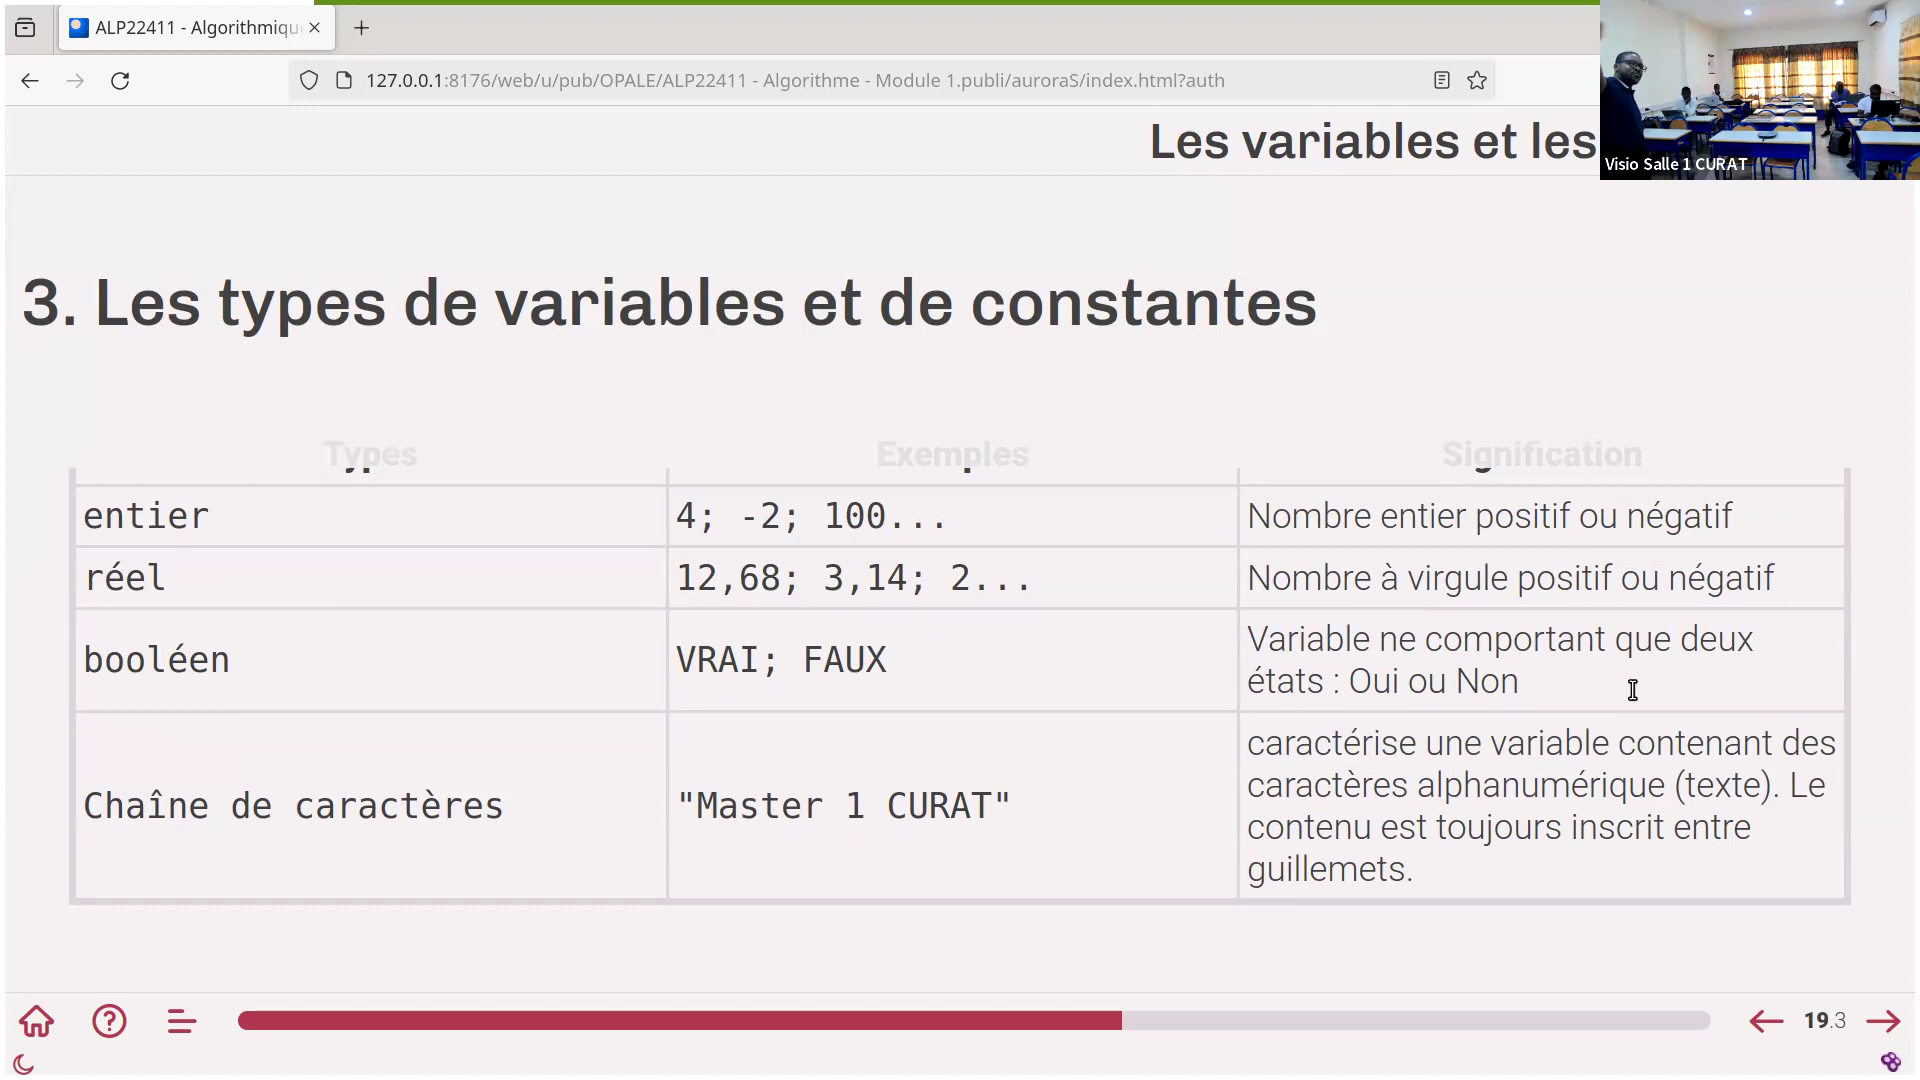 ALP22411 - Algorithmiqu
127.0.0.1:8176/web/u/pub/OPALE/ALP22411 - Algorithme - Module 1.publi/auroraS/index.html?auth
Visio Salle 1 CURAT
Les variables et les
3. Les types de variables et de constantes
Types Exemples Signification
entier 4; -2; 100... Nombre entier positif ou négatif
réel 12,68; 3,14; 2... Nombre à virgule positif ou négatif
booléen VRAI; FAUX Variable ne comportant que deux
états : Oui ou Non
Chaîne de caractères "Master 1 CURAT" caractérise une variable contenant des
caractères alphanumérique (texte). Le
contenu est toujours inscrit entre
guillemets.
19.3